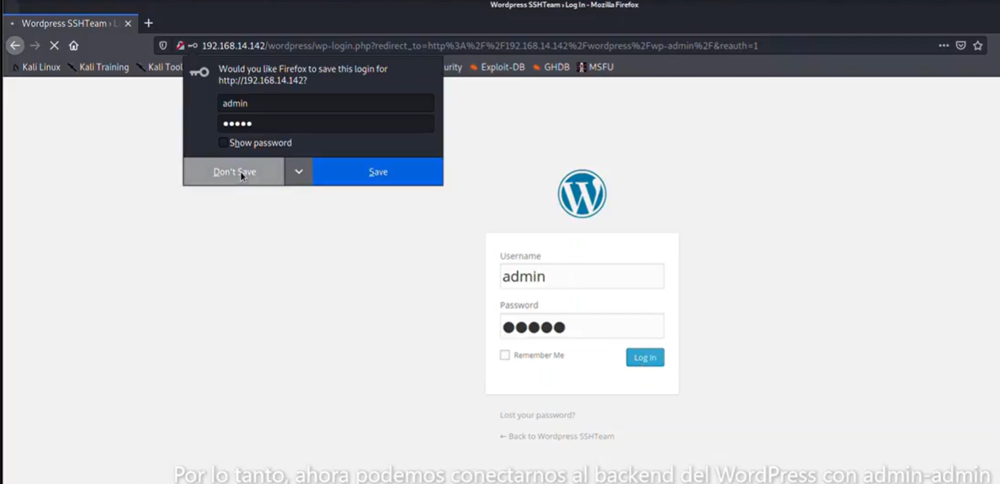 Wordpress SSHTeam › Log In - Mozilla Firefox
Wordpress SSHTeam › L
192.168.14.142/wordpress/wp-login.php?redirect_to=http%3A%2F%2F192.168.14.142%2Fwordpress%2Fwp-admin%2F&reauth=1
Kali Linux Kali Training Kali Tool urity Exploit-DB GHDB MSFU
Would you like Firefox to save this login for
http://192.168.14.142?
admin
Show password
Don't Save Save
Username
admin
Password
Remember Me Log In
Lost your password?
← Back to Wordpress SSHTeam
Por lo tanto, ahora podemos conectarnos al backend del WordPress con admin-admin